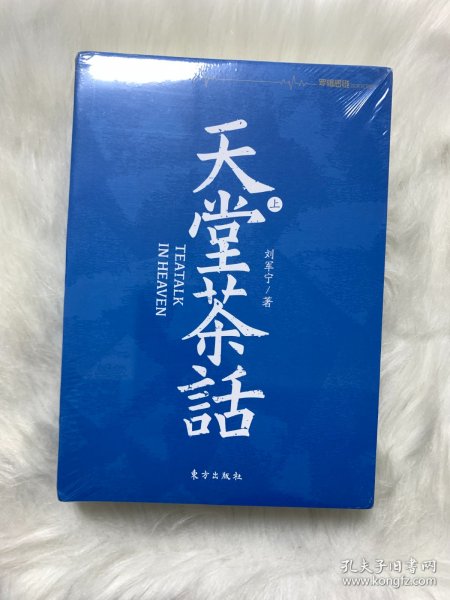 天堂茶話
上
TEATALK
IN HEAVEN
刘军宁/著
东方出版社
孔夫子旧书网
www.kongfz.com